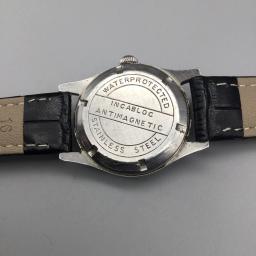 WATERPROTECTED
INCABLOC
ANTIMAGNETIC
STAINLESS STEEL